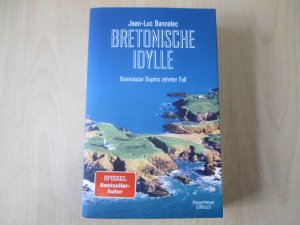 Jean-Luc Bannalec
BRETONISCHE
IDYLLE
Kommissar Dupins zehnter Fall
SPIEGEL
Bestseller-
Autor
Kiepenheuer
& Witsch